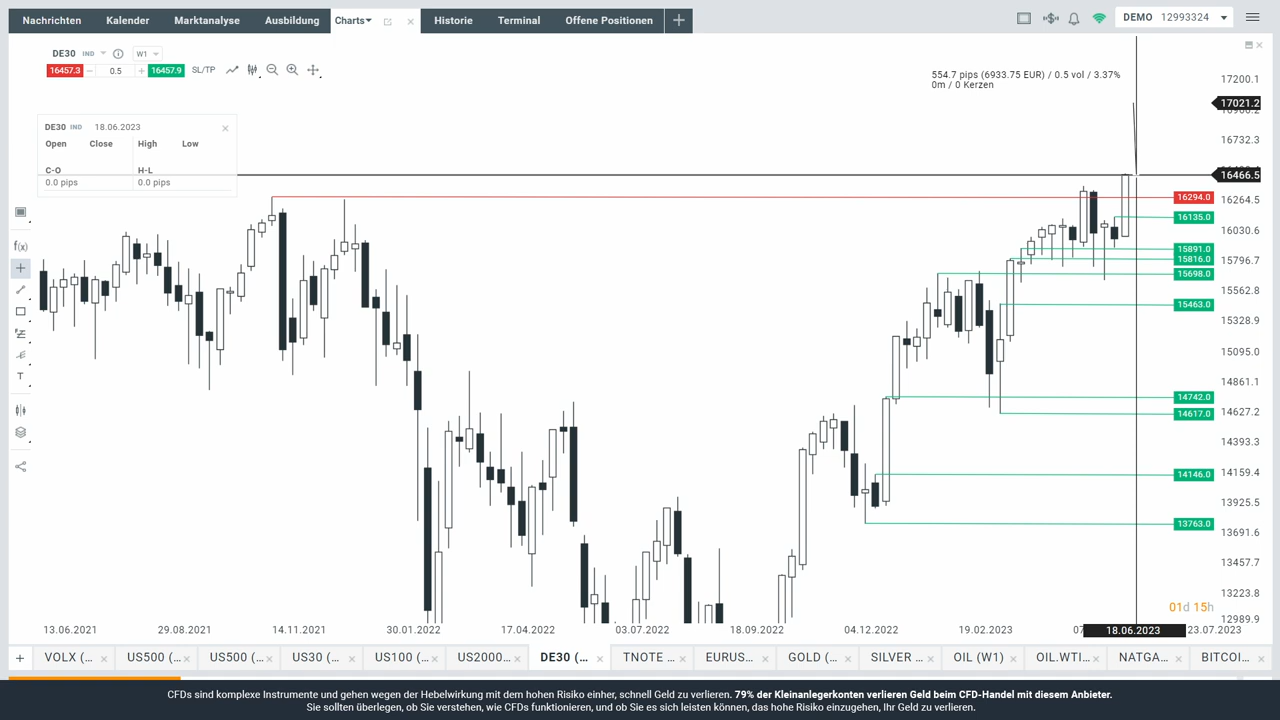 Nachrichten Kalender Marktanalyse Ausbildung Charts Historie Terminal Offene Positionen DEMO 12993324
DE30 IND W1
16457.3 0.5 16457.9 SL/TP
554.7 pips (6933.75 EUR) / 0.5 vol / 3.37%
0m / 0 Kerzen
DE30 IND 18.06.2023
Open Close High Low
C-O H-L
0.0 pips 0.0 pips
f(x)
T
17200.1
17021.2
16732.3
16466.5
16294.0
16264.5
16135.0
16030.6
15891.0
15816.0
15796.7
15698.0
15562.8
15463.0
15328.9
15095.0
14861.1
14742.0
14627.2
14617.0
14393.3
14146.0
14159.4
13925.5
13763.0
13691.6
13457.7
13223.8
12989.9
01d 15h
13.06.2021 29.08.2021 14.11.2021 30.01.2022 17.04.2022 03.07.2022 18.09.2022 04.12.2022 19.02.2023 18.06.2023 23.07.2023
VOLX (... US500 (... US500 (... US30 (... US100 (... US2000... DE30 (... TNOTE ... EURUS... GOLD (... SILVER ... OIL (W1) OIL.WTI... NATGA... BITCOI...
CFDs sind komplexe Instrumente und gehen wegen der Hebelwirkung mit dem hohen Risiko einher, schnell Geld zu verlieren. 79% der Kleinanlegerkonten verlieren Geld beim CFD-Handel mit diesem Anbieter.
Sie sollten überlegen, ob Sie verstehen, wie CFDs funktionieren, und ob Sie es sich leisten können, das hohe Risiko einzugehen, Ihr Geld zu verlieren.